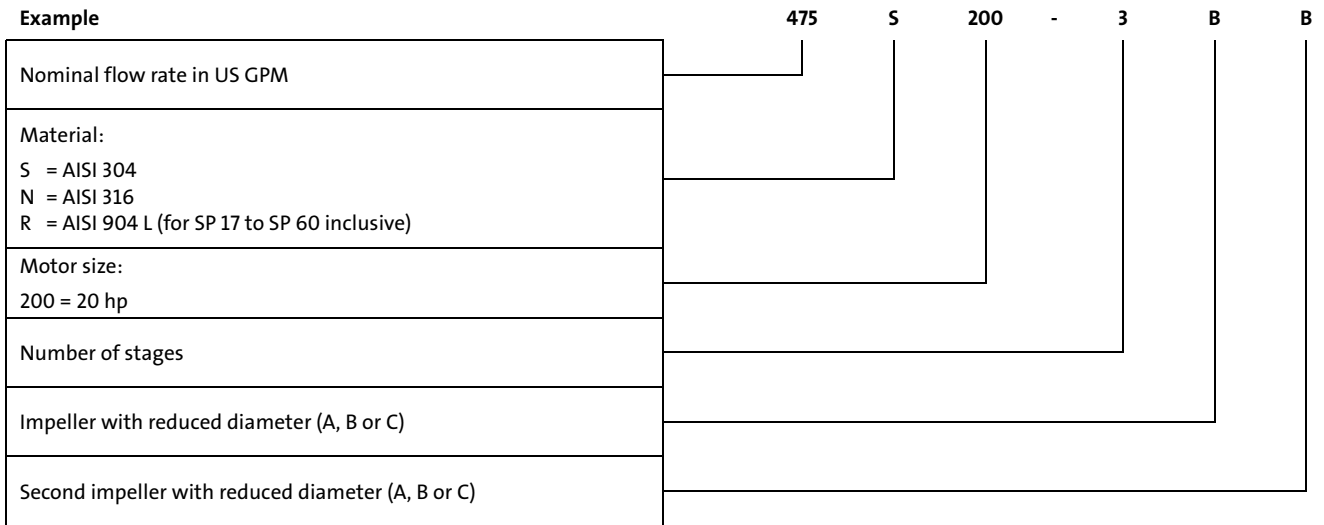 Example 475 S 200 - 3 B B
Nominal flow rate in US GPM
Material:
S = AISI 304
N = AISI 316
R = AISI 904 L (for SP 17 to SP 60 inclusive)
Motor size:
200 = 20 hp
Number of stages
Impeller with reduced diameter (A, B or C)
Second impeller with reduced diameter (A, B or C)